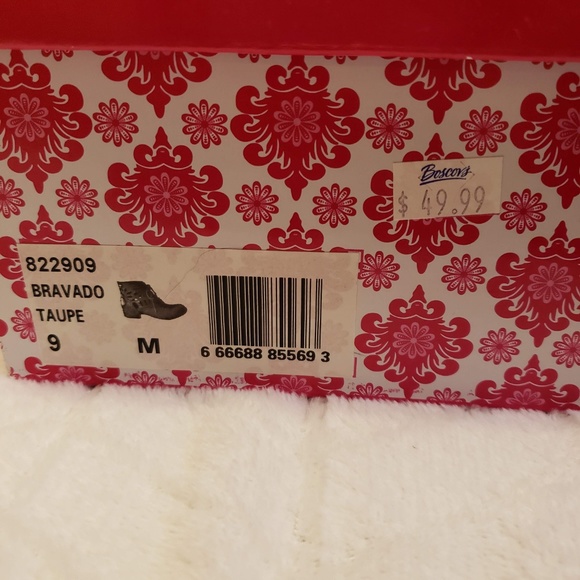 Boscov's
$ 49.99
822909
BRAVADO
TAUPE
9 M
6 66688 85569 3